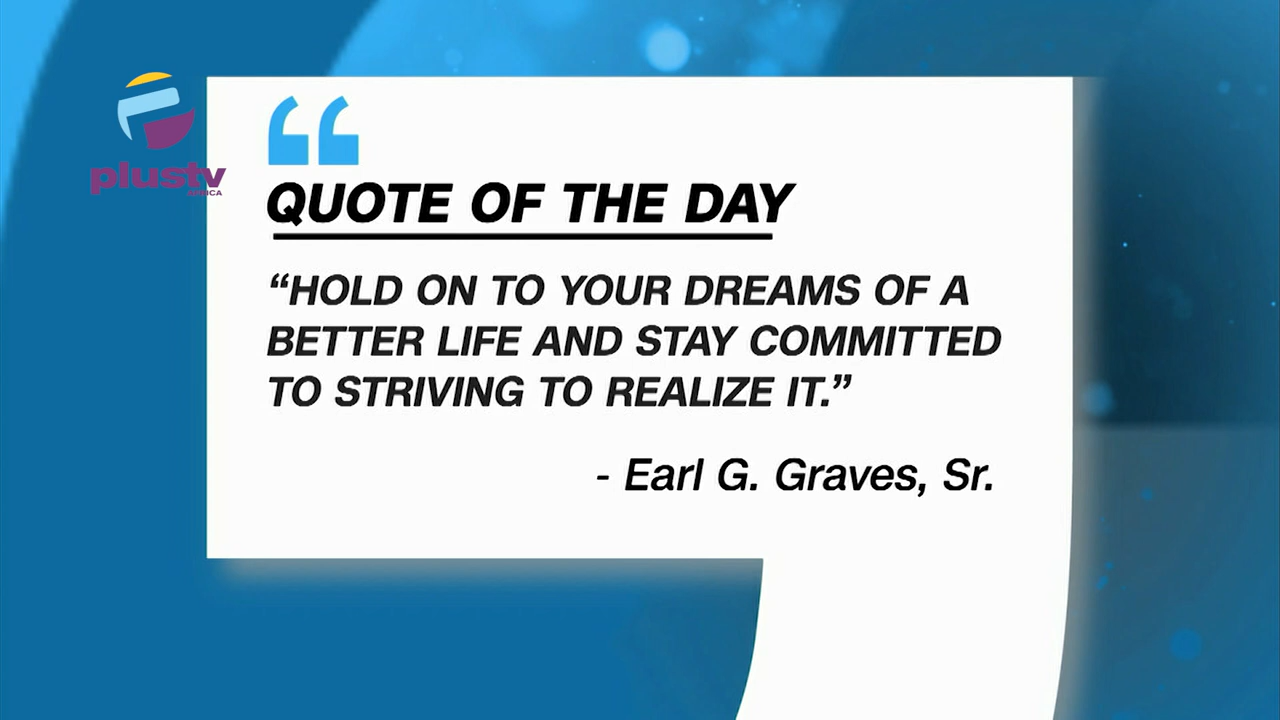 plustv
AFRICA
QUOTE OF THE DAY
“HOLD ON TO YOUR DREAMS OF A
BETTER LIFE AND STAY COMMITTED
TO STRIVING TO REALIZE IT.”
- Earl G. Graves, Sr.